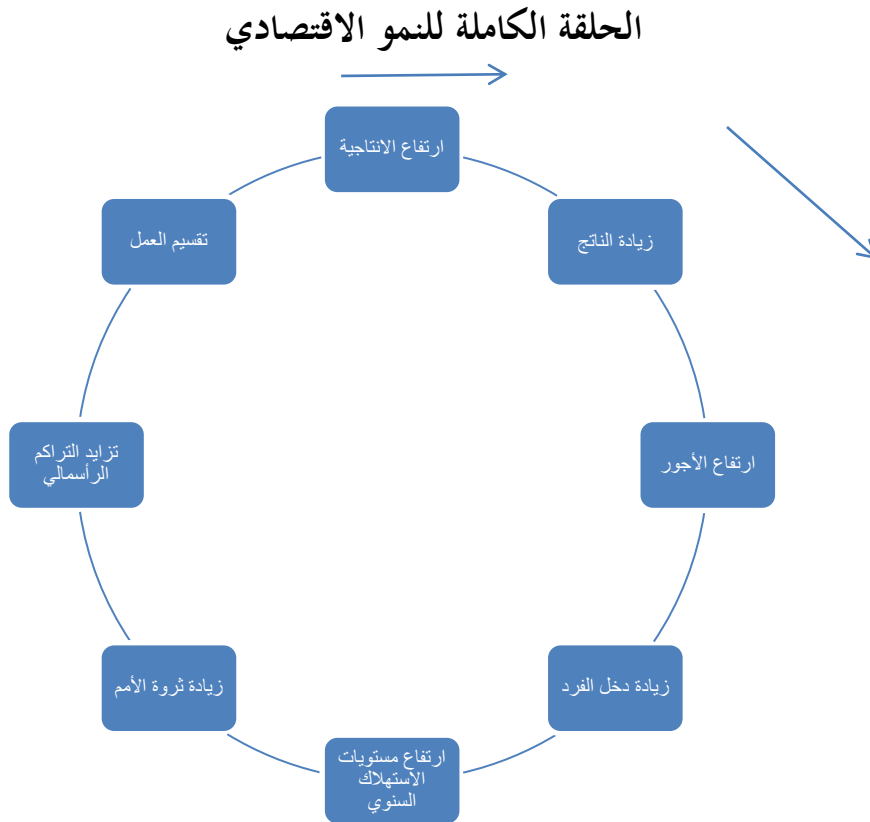 الحلقة الكاملة للنمو الاقتصادي
ارتفاع الانتاجية
زيادة الناتج
ارتفاع الأجور
زيادة دخل الفرد
ارتفاع مستويات
الاستهلاك
السنوي
زيادة ثروة الأمم
تزايد التراكم
الرأسمالي
تقسيم العمل